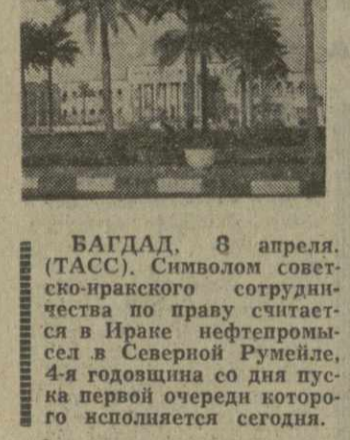 БАГДАД, 8 апреля.
(ТАСС). Символом совет-
ско-иракского сотрудни-
чества по праву считает-
ся в Ираке нефтепромы-
сел в Северной Румейле,
4-я годовщина со дня пус-
ка первой очереди которо-
го исполняется сегодня.